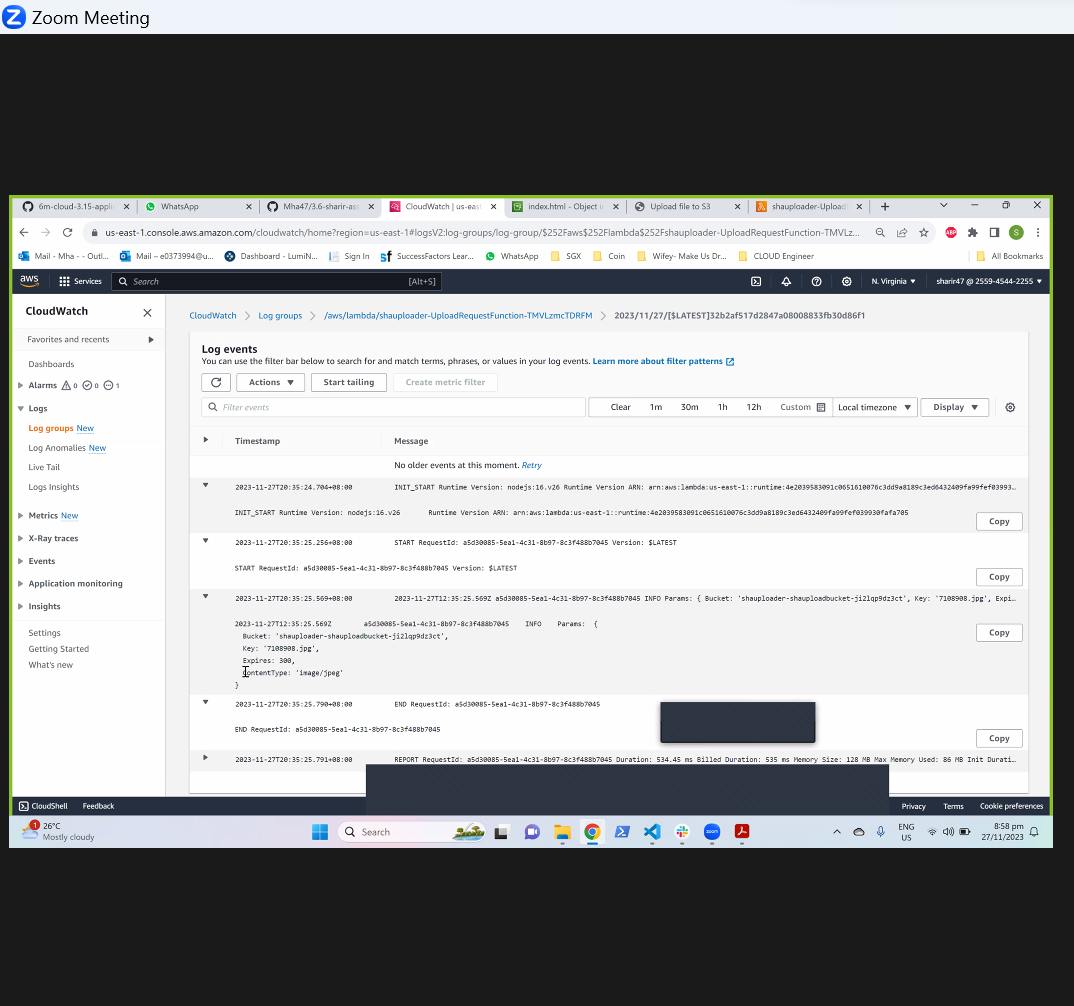 Zoom Meeting
6m-cloud-3.15-appli
WhatsApp
Mha47/3.6-sharir-ass
CloudWatch | us-east
index.html - Object i
Upload file to S3
shauploader-Upload
us-east-1.console.aws.amazon.com/cloudwatch/home?region=us-east-1#logsV2:log-groups/log-group/$252Faws$252Flambda$252Fshauploader-UploadRequestFunction-TMVLz...
ABP
S
Mail - Mha - - Outl...
Mail – e0373994@u...
Dashboard - LumiN...
Sign In
SuccessFactors Lear...
WhatsApp
SGX
Coin
Wifey- Make Us Dr...
CLOUD Engineer
All Bookmarks
aws
Services
Search
[Alt+S]
N. Virginia
sharir47 @ 2559-4544-2255
CloudWatch
Favorites and recents
Dashboards
Alarms 0 0 1
Logs
Log groups New
Log Anomalies New
Live Tail
Logs Insights
Metrics New
X-Ray traces
Events
Application monitoring
Insights
Settings
Getting Started
What's new
CloudWatch
Log groups
/aws/lambda/shauploader-UploadRequestFunction-TMVLzmcTDRFM
2023/11/27/[$LATEST]32b2af517d2847a08008833fb30d86f1
Log events
You can use the filter bar below to search for and match terms, phrases, or values in your log events. Learn more about filter patterns
Actions
Start tailing
Create metric filter
Filter events
Clear
1m
30m
1h
12h
Custom
Local timezone
Display
Timestamp
Message
No older events at this moment. Retry
2023-11-27T20:35:24.704+08:00
INIT_START Runtime Version: nodejs:16.v26 Runtime Version ARN: arn:aws:lambda:us-east-1::runtime:4e2039583091c0651610076c3dd9a8189c3ed6432409fa99fef03993...
INIT_START Runtime Version: nodejs:16.v26 Runtime Version ARN: arn:aws:lambda:us-east-1::runtime:4e2039583091c0651610076c3dd9a8189c3ed6432409fa99fef039930fafa705
Copy
2023-11-27T20:35:25.256+08:00
START RequestId: a5d30085-5ea1-4c31-8b97-8c3f488b7045 Version: $LATEST
START RequestId: a5d30085-5ea1-4c31-8b97-8c3f488b7045 Version: $LATEST
Copy
2023-11-27T20:35:25.569+08:00
2023-11-27T12:35:25.569Z a5d30085-5ea1-4c31-8b97-8c3f488b7045 INFO Params: { Bucket: 'shauploader-shauploadbucket-ji2lqp9dz3ct', Key: '7108908.jpg', Expi...
2023-11-27T12:35:25.569Z a5d30085-5ea1-4c31-8b97-8c3f488b7045 INFO Params: {
Bucket: 'shauploader-shauploadbucket-ji2lqp9dz3ct',
Key: '7108908.jpg',
Expires: 300,
ContentType: 'image/jpeg'
}
Copy
2023-11-27T20:35:25.790+08:00
END RequestId: a5d30085-5ea1-4c31-8b97-8c3f488b7045
END RequestId: a5d30085-5ea1-4c31-8b97-8c3f488b7045
Copy
2023-11-27T20:35:25.791+08:00
REPORT RequestId: a5d30085-5ea1-4c31-8b97-8c3f488b7045 Duration: 534.45 ms Billed Duration: 535 ms Memory Size: 128 MB Max Memory Used: 86 MB Init Durati...
CloudShell
Feedback
Privacy
Terms
Cookie preferences
1
26°C
Mostly cloudy
Search
zoom
ENG
US
8:58 pm
27/11/2023